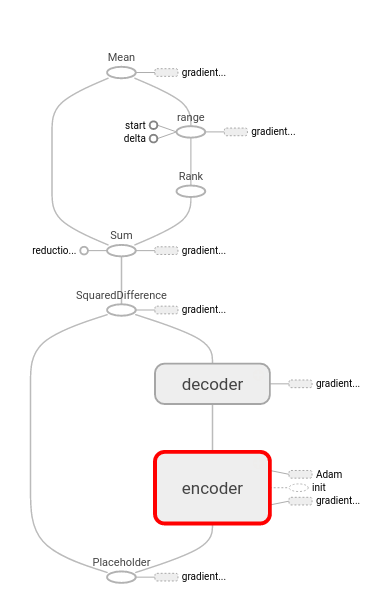 Mean
gradient...
range
start
delta
gradient...
Rank
Sum
reductio...
gradient...
SquaredDifference
gradient...
decoder
gradient...
Adam
encoder
init
gradient...
Placeholder
gradient...